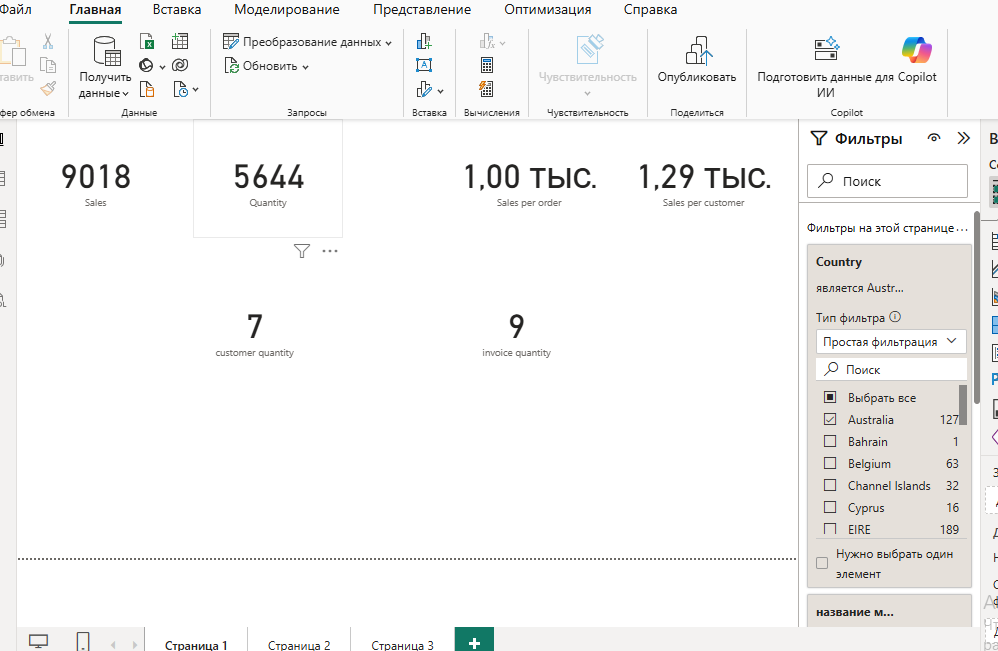 Файл Главная Вставка Моделирование Представление Оптимизация Справка
Получить данные
Преобразование данных
Обновить
Чувствительность
Опубликовать
Подготовить данные для ИИ
Copilot
Данные Запросы Вставка Вычисления Чувствительность Поделиться Copilot
9018
Sales
5644
Quantity
1,00 тыс.
Sales per order
1,29 тыс.
Sales per customer
7
customer quantity
9
invoice quantity
Фильтры
Поиск
Фильтры на этой странице ...
Country
является Austr...
Тип фильтра
Простая фильтрация
Поиск
Выбрать все
Australia 127
Bahrain 1
Belgium 63
Channel Islands 32
Cyprus 16
EIRE 189
Нужно выбрать один
элемент
название м...
Страница 1 Страница 2 Страница 3 +